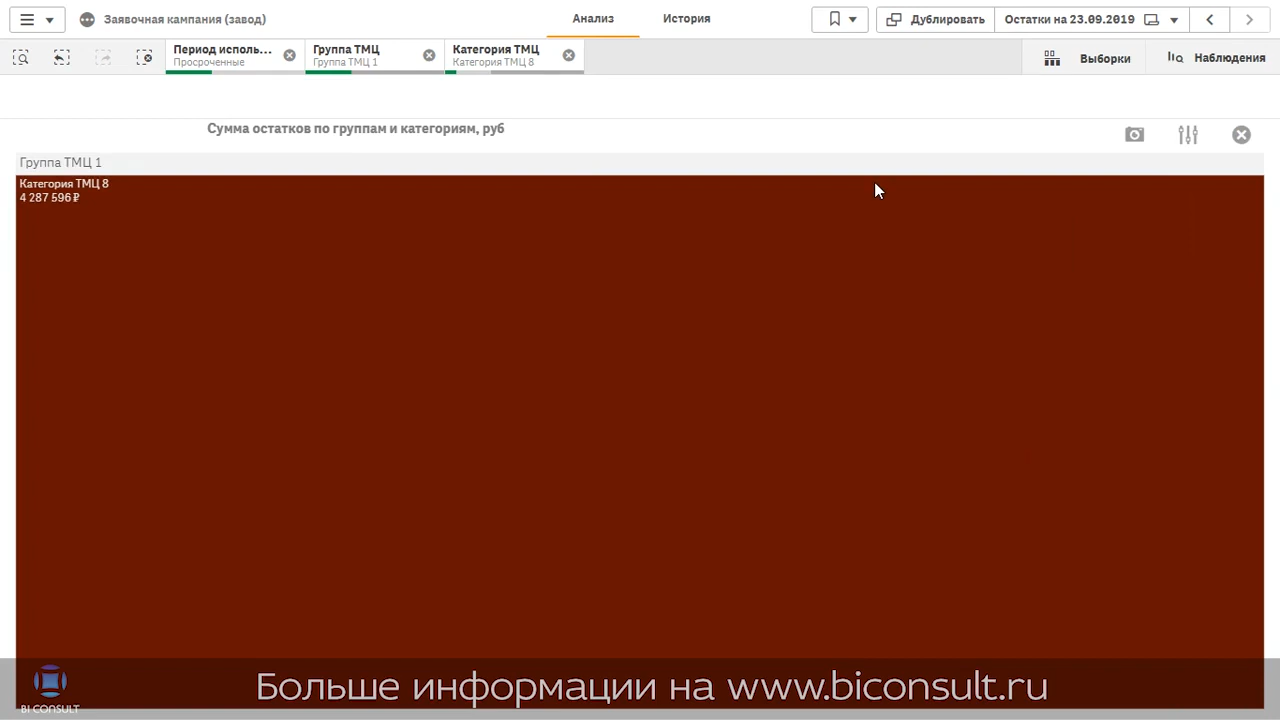 Заявочная кампания (завод)
Анализ
История
Дублировать
Остатки на 23.09.2019
Период исполь...
Просроченные
Группа ТМЦ
Группа ТМЦ 1
Категория ТМЦ
Категория ТМЦ 8
Выборки
Наблюдения
Сумма остатков по группам и категориям, руб
Группа ТМЦ 1
Категория ТМЦ 8
4 287 596 ₽
Больше информации на www.biconsult.ru
BI CONSULT